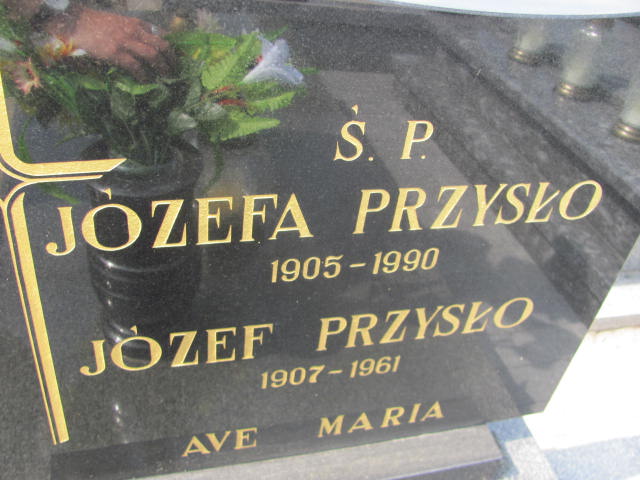 Ś. P.
JÓZEFA PRZYSŁO
1905-1990
JÓZEF PRZYSŁO
1907-1961
AVE MARIA